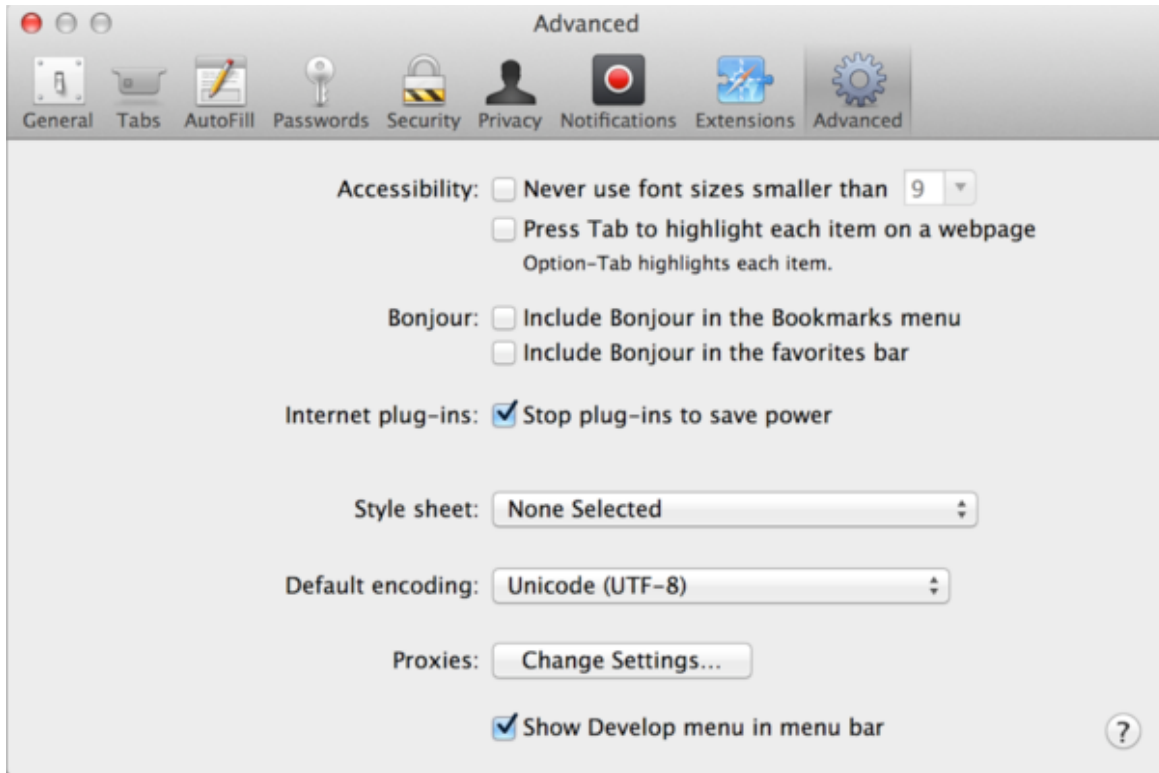 Advanced
General Tabs AutoFill Passwords Security Privacy Notifications Extensions Advanced
Accessibility: Never use font sizes smaller than 9
Press Tab to highlight each item on a webpage
Option-Tab highlights each item.
Bonjour: Include Bonjour in the Bookmarks menu
Include Bonjour in the favorites bar
Internet plug-ins: Stop plug-ins to save power
Style sheet: None Selected
Default encoding: Unicode (UTF-8)
Proxies: Change Settings...
Show Develop menu in menu bar
?